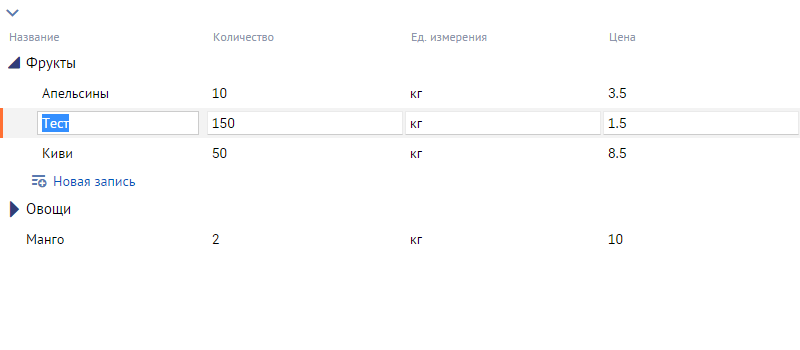 Название Количество Ед. измерения Цена
Фрукты
Апельсины 10 кг 3.5
Тест 150 кг 1.5
Киви 50 кг 8.5
Новая запись
Овощи
Манго 2 кг 10